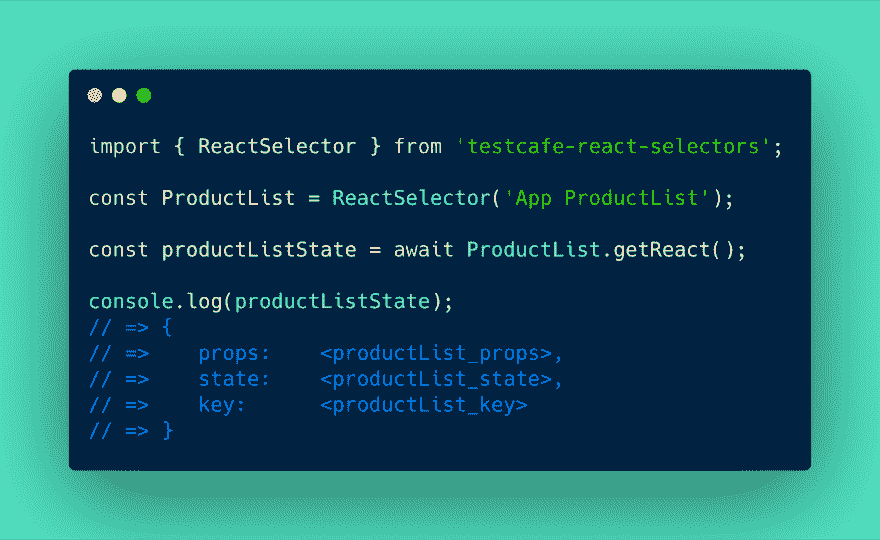 import { ReactSelector } from 'testcafe-react-selectors';
const ProductList = ReactSelector('App ProductList');
const productListState = await ProductList.getReact();
console.log(productListState);
// => {
// =>    props:    <productList_props>,
// =>    state:    <productList_state>,
// =>    key:      <productList_key>
// => }